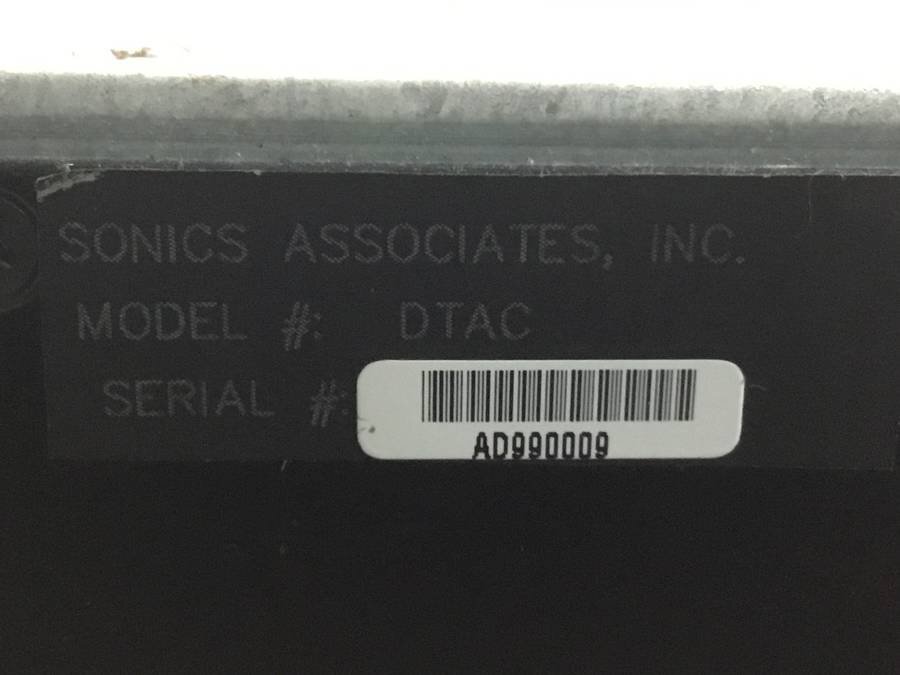 SONICS ASSOCIATES, INC.
MODEL #: DTAC
SERIAL #:
AD990009